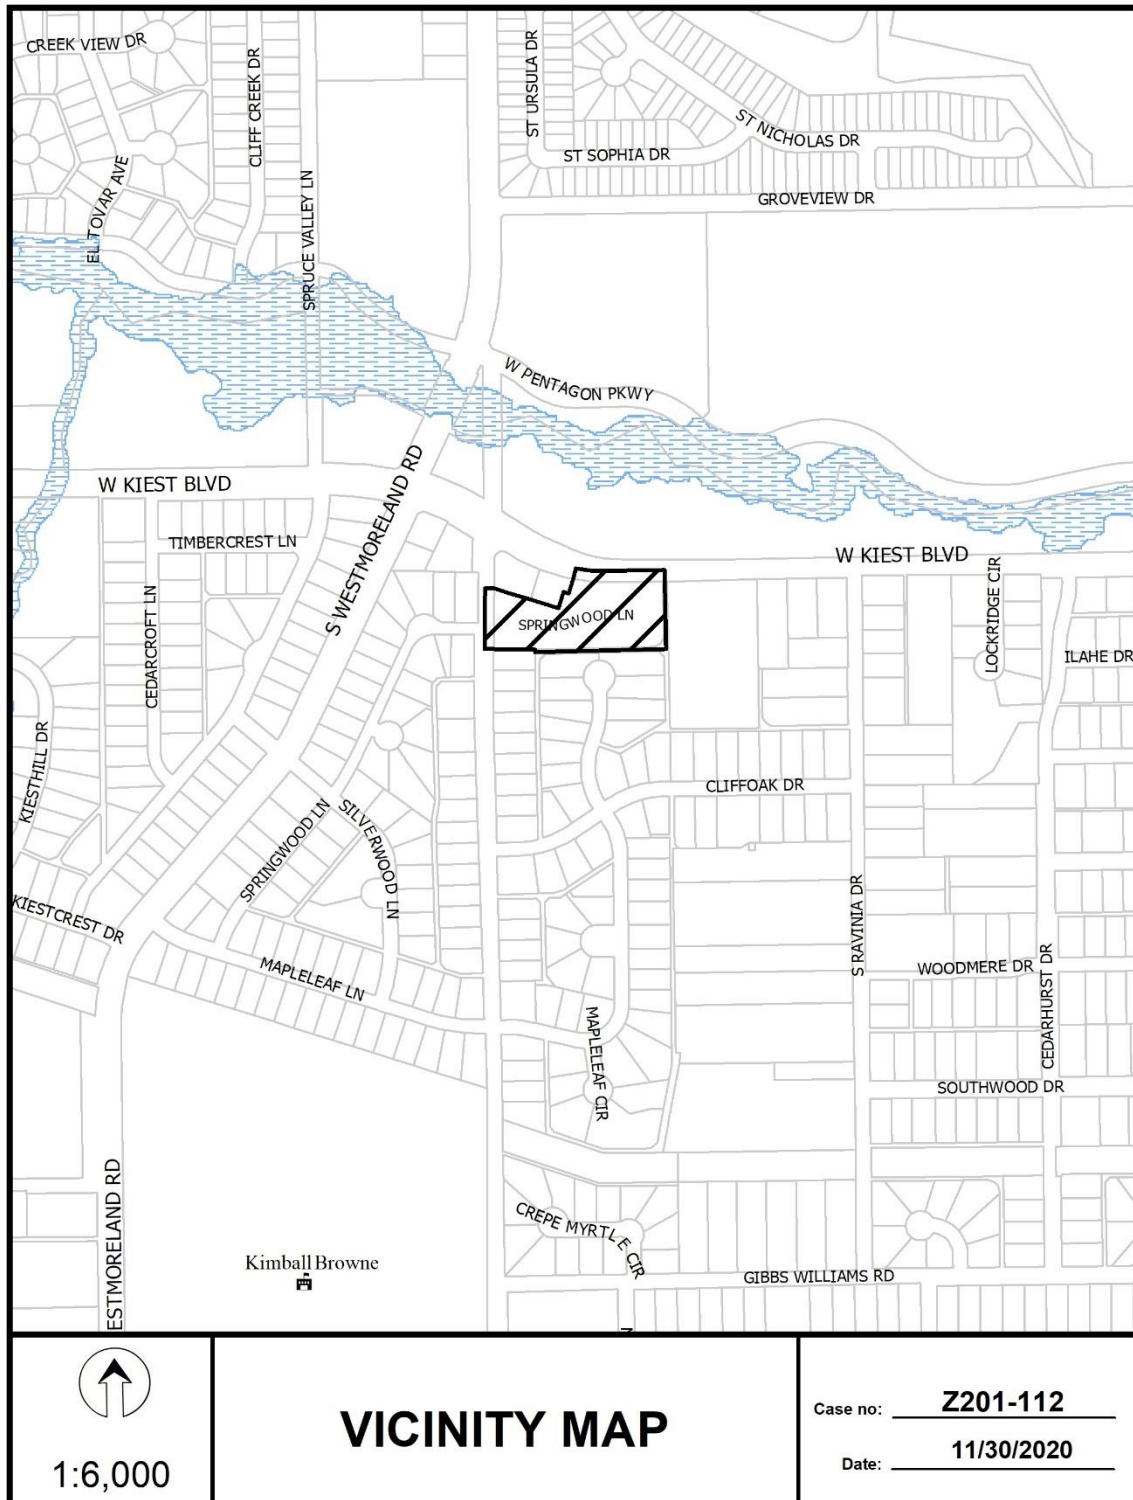 CREEK VIEW DR
CLIFF CREEK DR
ST URSULA DR
ST NICHOLAS DR
ST SOPHIA DR
EL TOVAR AVE
SPRUCE VALLEY LN
GROVEVIEW DR
W PENTAGON PKWY
W KIEST BLVD
S WESTMORELAND RD
TIMBERCREST LN
W KIEST BLVD
CEDARCROFT LN
SPRINGWOOD LN
LOCKRIDGE CIR
ILAHE DR
KIESTHILL DR
CLIFFOAK DR
SPRINGWOOD LN
SILVERWOOD LN
KIESTCREST DR
S RAVINIA DR
MAPLELEAF LN
WOODMERE DR
CEDARHURST DR
MAPLELEAF CIR
SOUTHWOOD DR
ESTMORELAND RD
CREPE MYRTLE CIR
Kimball Browne
GIBBS WILLIAMS RD
1:6,000
VICINITY MAP
Case no: Z201-112
Date: 11/30/2020